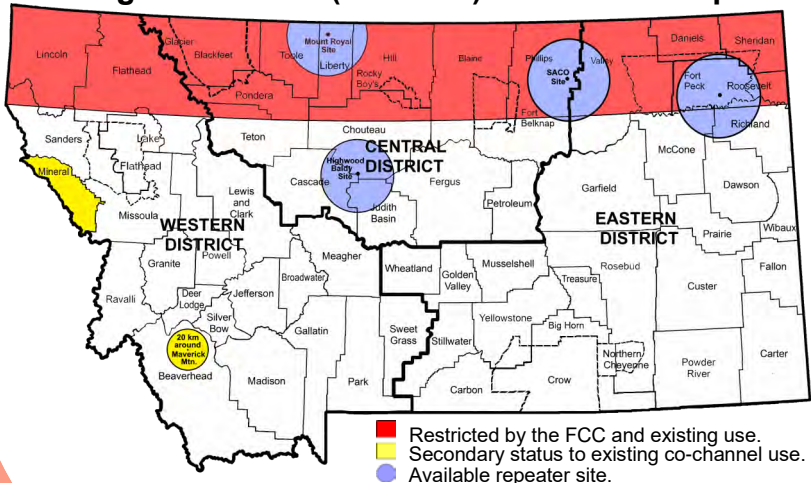 Lincoln
Flathead
Glacier
Blackfeet
Toole
Mount Royal
Site
Liberty
Hill
Rocky
Boy's
Blaine
Phillips
SACO
Site
Valley
Daniels
Sheridan
Fort
Peck
Roosevelt
Richland
Pondera
Fort
Belknap
Sanders
Lake
Flathead
Mineral
Missoula
Teton
Chouteau
CENTRAL
DISTRICT
Highwood
Baldy
Site
Cascade
Judith
Basin
Fergus
Petroleum
Garfield
McCone
Dawson
Prairie
Wibaux
Lewis
and
Clark
WESTERN
DISTRICT
Powell
Granite
Ravalli
Deer
Lodge
Silver
Bow
Jefferson
Broadwater
Meagher
Gallatin
20 km
around
Maverick
Mtn.
Beaverhead
Madison
Park
Wheatland
Sweet
Grass
Golden
Valley
Musselshell
Stillwater
Yellowstone
Carbon
Treasure
Big Horn
Crow
EASTERN
DISTRICT
Rosebud
Northern
Cheyenne
Custer
Powder
River
Fallon
Carter
Restricted by the FCC and existing use.
Secondary status to existing co-channel use.
Available repeater site.